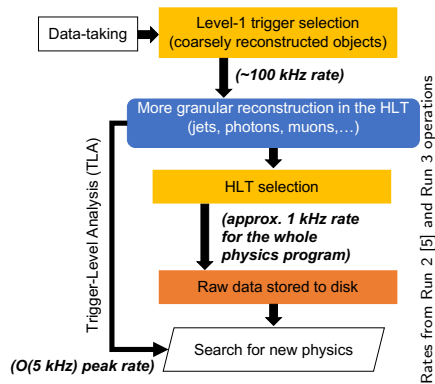 Data-taking
Level-1 trigger selection
(coarsely reconstructed objects)
(~100 kHz rate)
More granular reconstruction in the HLT
(jets, photons, muons,...)
HLT selection
(approx. 1 kHz rate
for the whole
physics program)
Raw data stored to disk
Search for new physics
Trigger-Level Analysis (TLA)
(O(5 kHz) peak rate)
Rates from Run 2 [5] and Run 3 operations